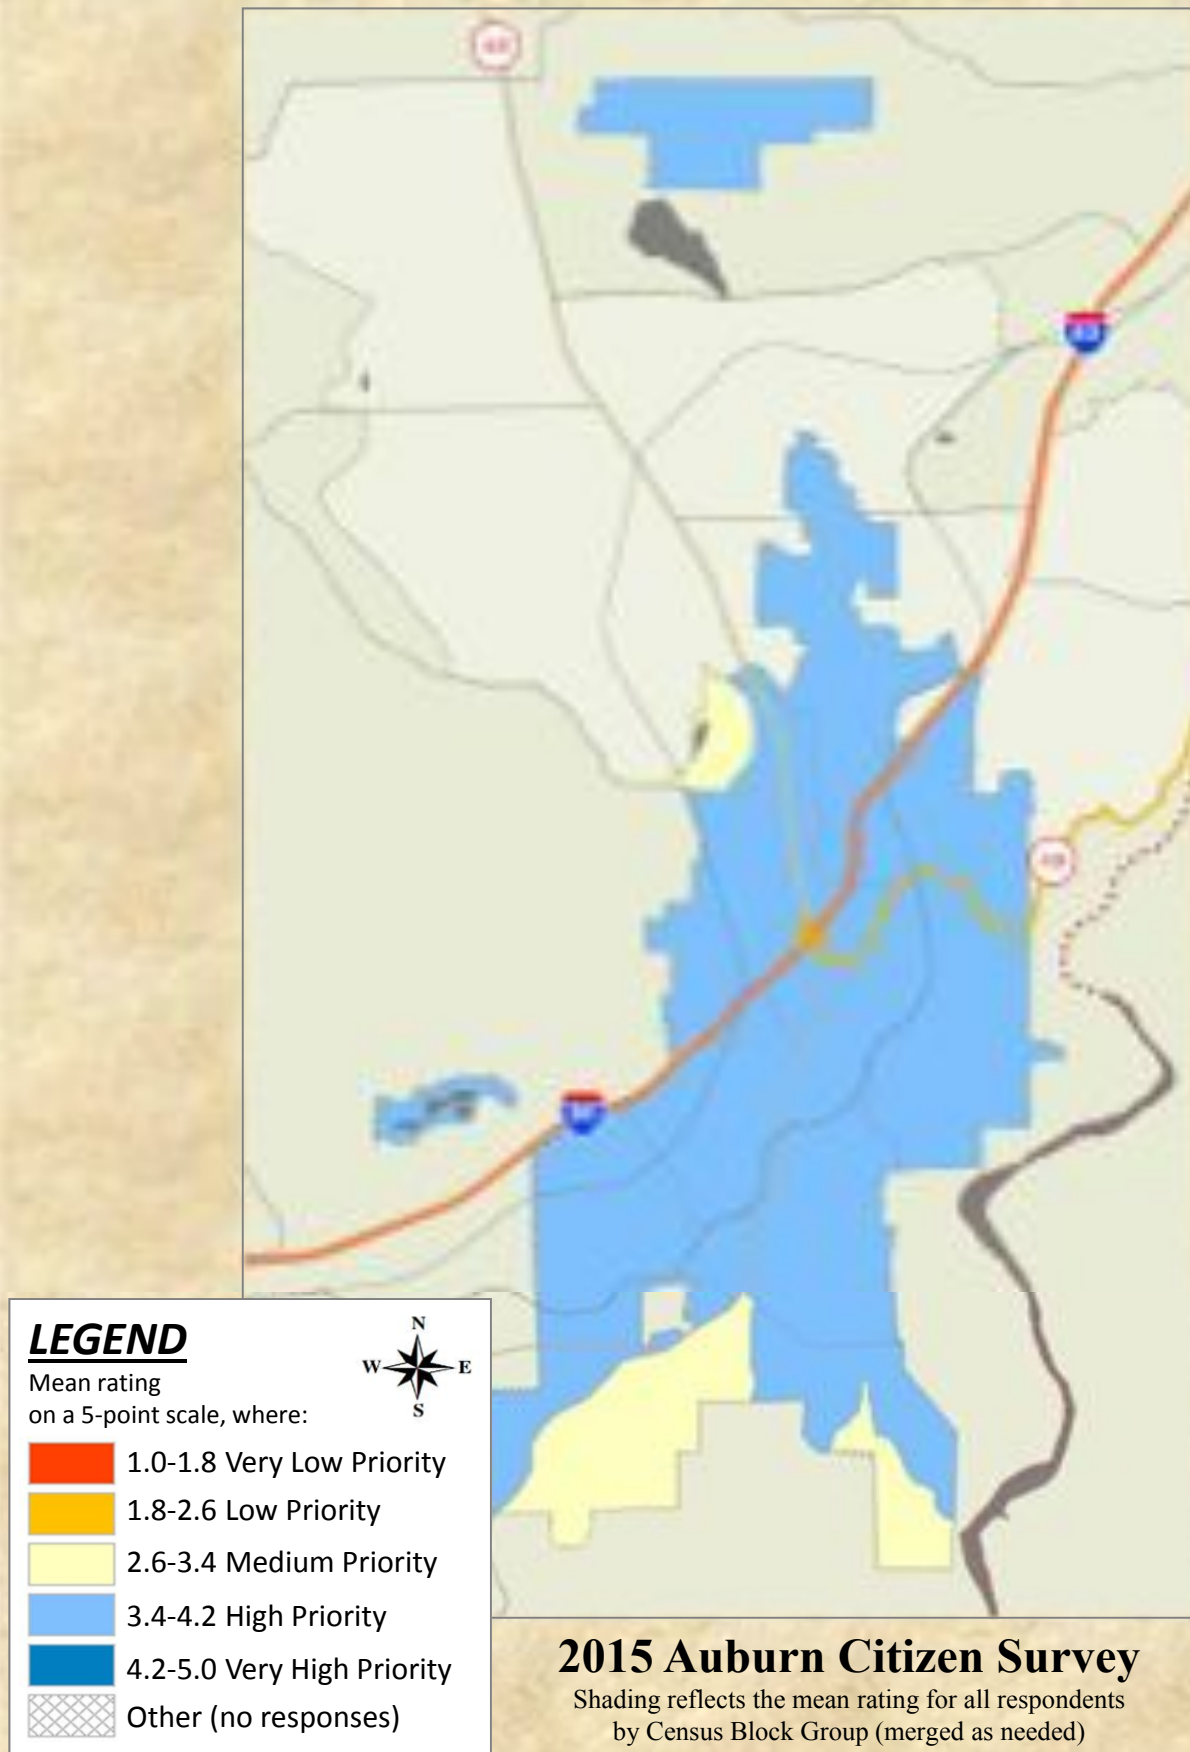 LEGEND
Mean rating
on a 5-point scale, where:
N
W
E
S
1.0-1.8 Very Low Priority
1.8-2.6 Low Priority
2.6-3.4 Medium Priority
3.4-4.2 High Priority
4.2-5.0 Very High Priority
Other (no responses)
2015 Auburn Citizen Survey
Shading reflects the mean rating for all respondents
by Census Block Group (merged as needed)